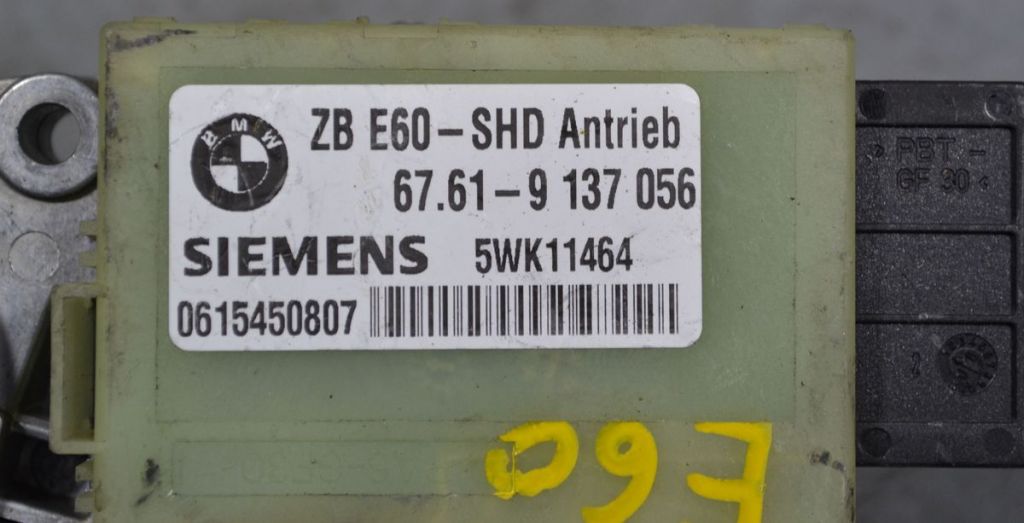 BMW
ZB E60-SHD Antrieb
67.61-9 137 056
SIEMENS 5WK11464
0615450807
E60
>PBT-
GF 30<